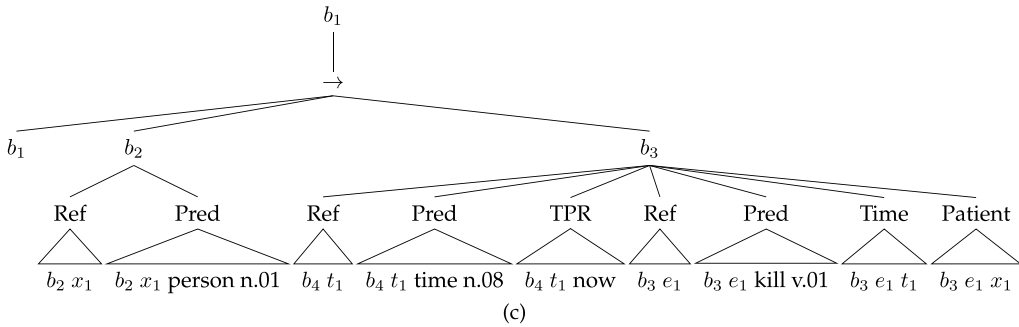 b₁
→
b₁ b₂ b₃
Ref Pred Ref Pred TPR Ref Pred Time Patient
b₂ x₁ b₂ x₁ person n.01 b₄ t₁ b₄ t₁ time n.08 b₄ t₁ now b₃ e₁ b₃ e₁ kill v.01 b₃ e₁ t₁ b₃ e₁ x₁
(c)